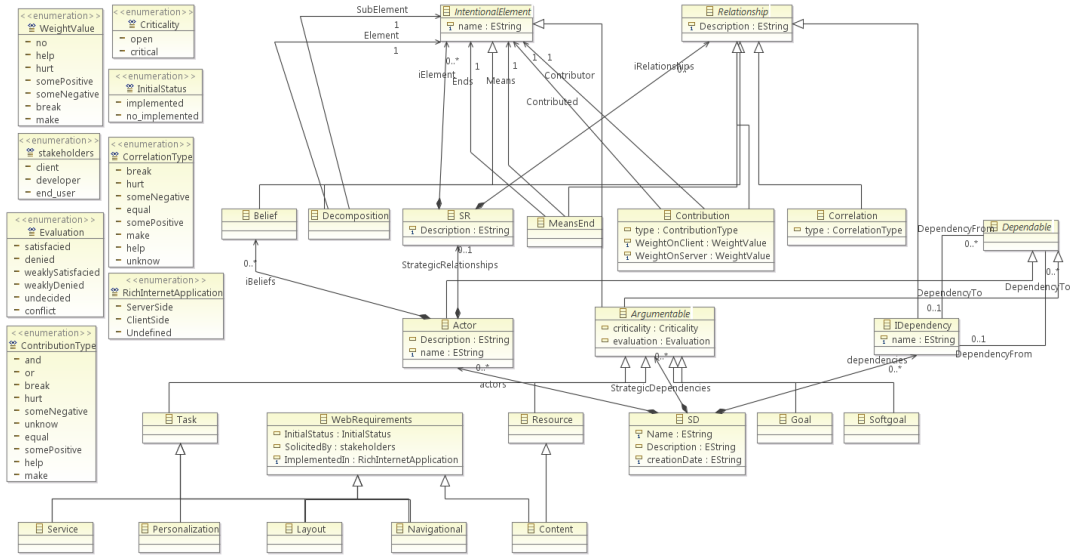 <<enumeration>>
WeightValue
no
help
hurt
somePositive
someNegative
break
make
<<enumeration>>
Criticality
open
critical
<<enumeration>>
InitialStatus
implemented
no_implemented
<<enumeration>>
stakeholders
client
developer
end_user
<<enumeration>>
CorrelationType
break
hurt
someNegative
equal
somePositive
make
help
unknow
<<enumeration>>
Evaluation
satisfacied
denied
weaklySatisfacied
weaklyDenied
undecided
conflict
<<enumeration>>
RichInternetApplication
ServerSide
ClientSide
Undefined
<<enumeration>>
ContributionType
and
or
break
hurt
someNegative
unknow
equal
somePositive
help
make
SubElement
1
Element
1
IntentionalElement
name : EString
Relationship
Description : EString
0..*
iElement
1
Ends
1
Means
1
1
Contributor
Contributed
iRelationships
0..*
Belief
Decomposition
SR
Description : EString
MeansEnd
Contribution
type : ContributionType
WeightOnClient : WeightValue
WeightOnServer : WeightValue
Correlation
type : CorrelationType
Dependable
DependencyFrom
0..*
0..1
StrategicRelationships
0..*
iBeliefs
0..*
DependencyTo
DependencyTo
0..1
Actor
Description : EString
name : EString
Argumentable
criticality : Criticality
evaluation : Evaluation
IDependency
name : EString
0..1
DependencyFrom
0..*
actors
0..*
StrategicDependencies
dependencies
0..*
Task
WebRequirements
InitialStatus : InitialStatus
SolicitedBy : stakeholders
ImplementedIn : RichInternetApplication
Resource
SD
Name : EString
Description : EString
creationDate : EString
Goal
Softgoal
Service
Personalization
Layout
Navigational
Content